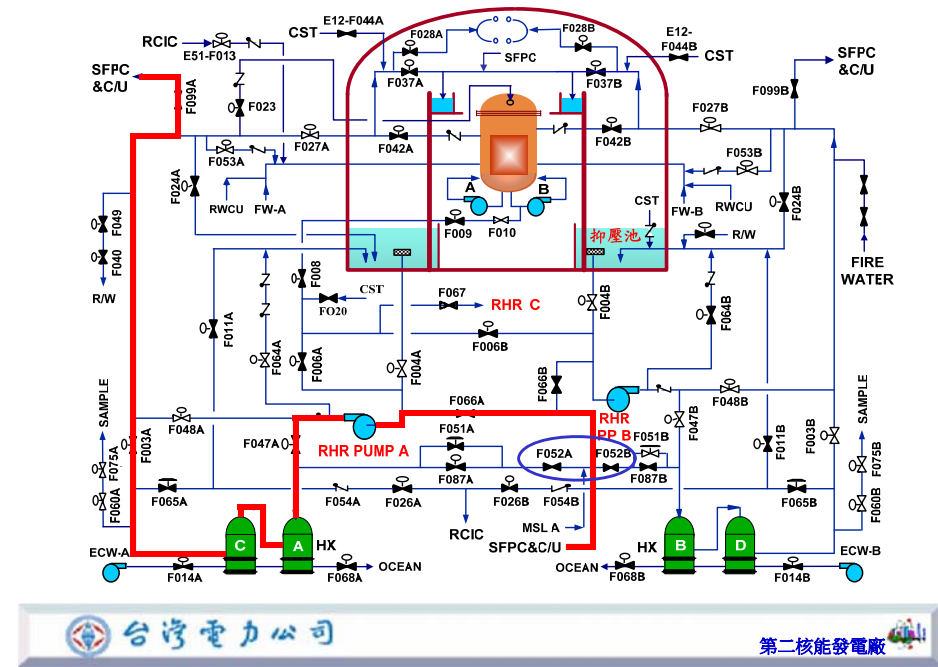 E12-F044A
CST
F028A
F028B
E12-
F044B
CST
RCIC
E51-F013
SFPC
&C/U
F099A
F023
F037A
SFPC
F037B
SFPC
&C/U
F099B
F027B
F027A
F042A
F042B
F053A
F053B
F024A
RWCU
FW-A
A
B
F009
F010
CST
FW-B
RWCU
F024B
R/W
抑壓池
F049
F040
R/W
FIRE
WATER
F008
CST
FO20
F067
RHR C
F004B
F064B
F011A
F064A
F006A
F004A
F006B
F066B
SAMPLE
F066A
F048A
F051A
RHR
PP B
F048B
F047B
SAMPLE
F003A
F047A
RHR PUMP A
F052A
F052B
F051B
F011B
F003B
F075A
F087A
F087B
F075B
F060A
F065A
F054A
F026A
F026B
F054B
F065B
F060B
RCIC
MSL A
SFPC&C/U
ECW-A
C
A
HX
HX
B
D
ECW-B
F014A
F068A
OCEAN
OCEAN
F068B
F014B
台灣電力公司
第二核能發電廠